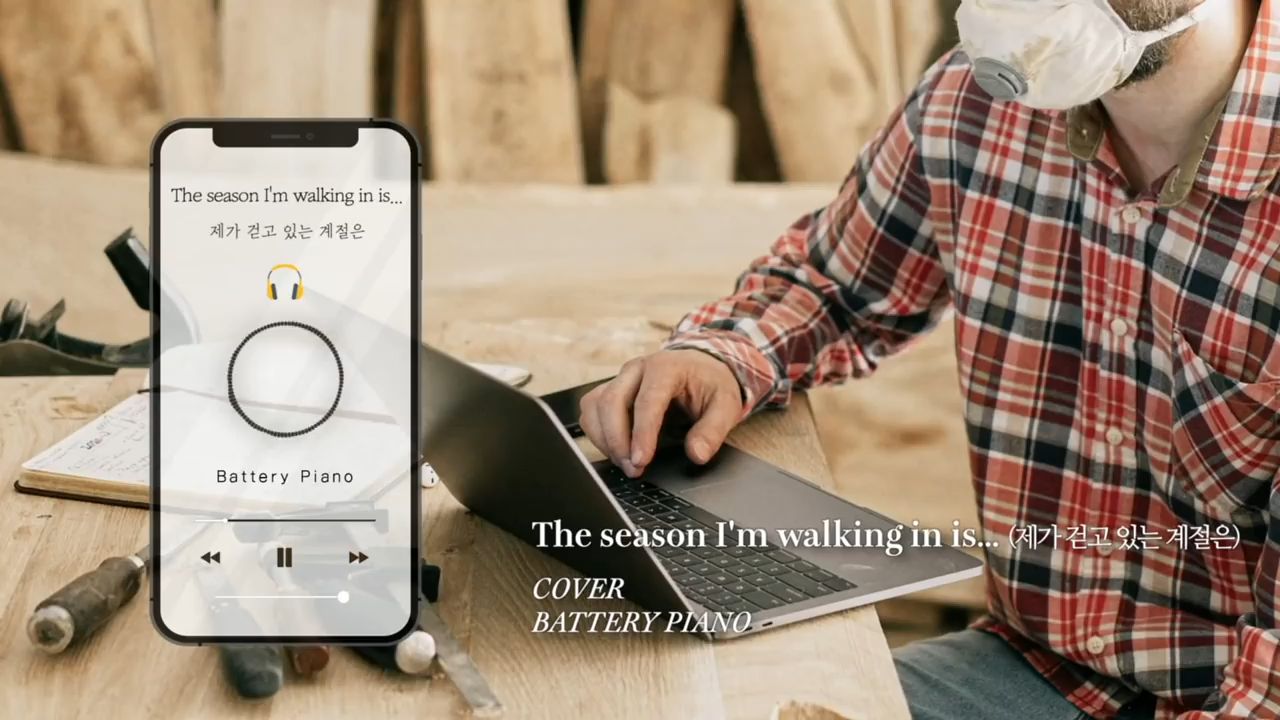 The season I'm walking in is...
제가 걷고 있는 계절은
Battery Piano
The season I'm walking in is... (제가 걷고 있는 계절은)
COVER
BATTERY PIANO